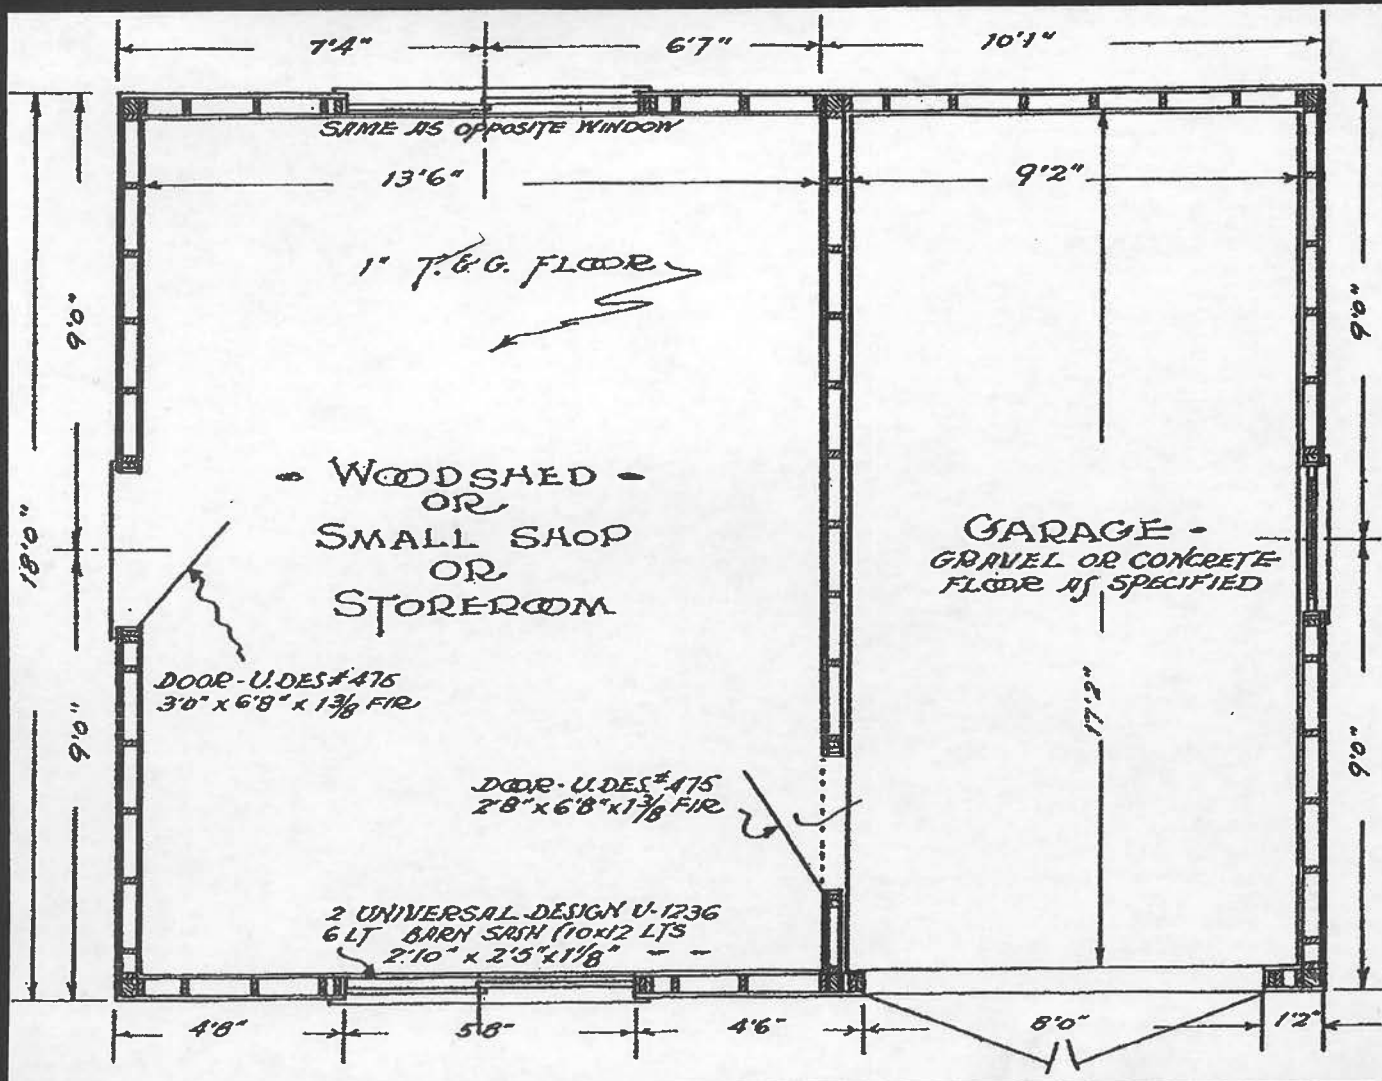 7'4" 6'7" 10'1"
SAME AS OPPOSITE WINDOW
13'6" 9'2"
1" T.&G. FLOOR
9'0" 9'0"
- WOODSHED -
OR
SMALL SHOP
OR
STOREROOM
GARAGE -
GRAVEL OR CONCRETE
FLOOR AS SPECIFIED
18'0"
DOOR - U.DES #475
3'0" x 6'8" x 1 3/8 FIR
17'2"
9'0" 9'0"
DOOR - U.DES #475
2'8" x 6'8" x 1 3/8 FIR
2 UNIVERSAL DESIGN U-1236
6 LT BARN SASH (10x12 LTS
2'10" x 2'5" x 1 1/8" - -
4'8" 5'8" 4'6" 8'0" 1'2"